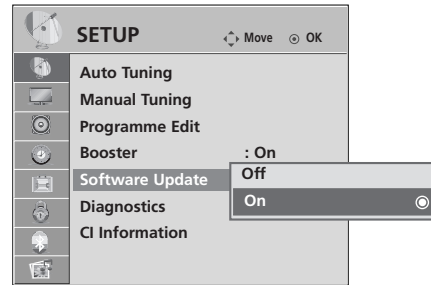 SETUP Move OK
Auto Tuning
Manual Tuning
Programme Edit
Booster : On
Software Update Off
On
Diagnostics
CI Information